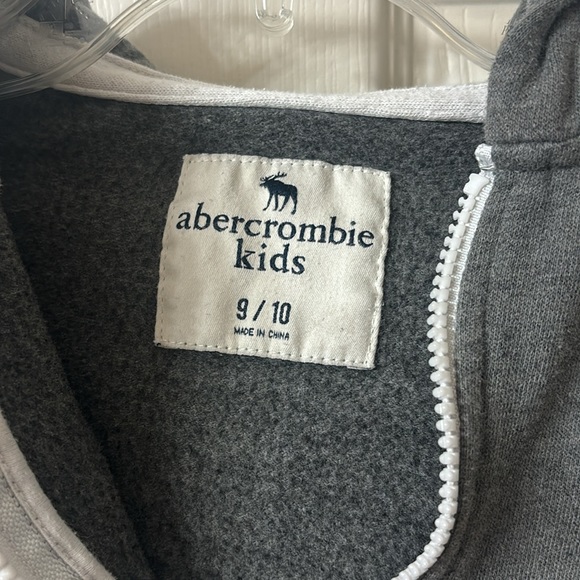 abercrombie
kids
9 / 10
MADE IN CHINA